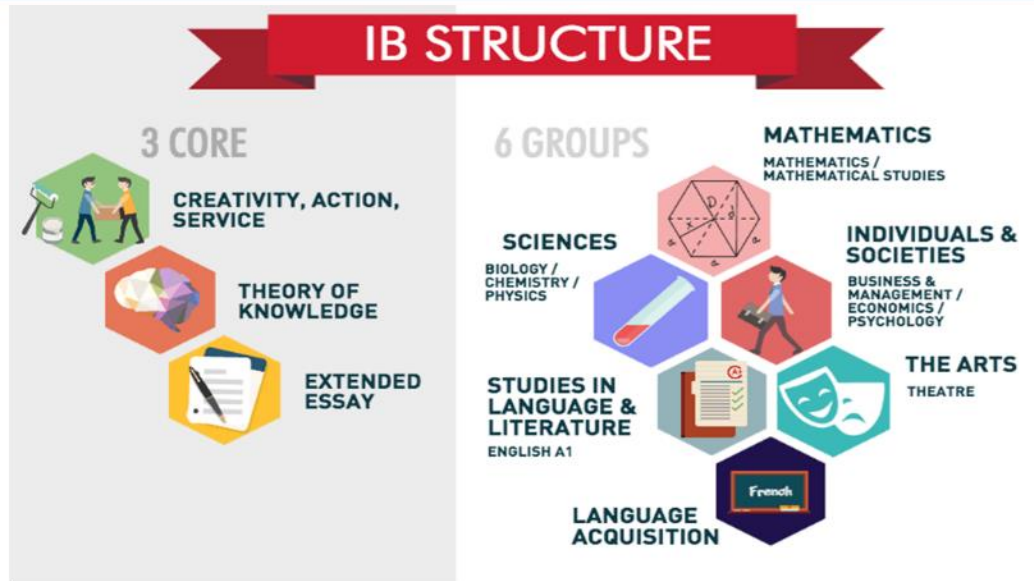 IB STRUCTURE
3 CORE
CREATIVITY, ACTION,
SERVICE
THEORY OF
KNOWLEDGE
EXTENDED
ESSAY
6 GROUPS
MATHEMATICS
MATHEMATICS /
MATHEMATICAL STUDIES
SCIENCES
BIOLOGY /
CHEMISTRY /
PHYSICS
INDIVIDUALS &
SOCIETIES
BUSINESS &
MANAGEMENT /
ECONOMICS /
PSYCHOLOGY
STUDIES IN
LANGUAGE &
LITERATURE
ENGLISH A1
THE ARTS
THEATRE
LANGUAGE
ACQUISITION
French